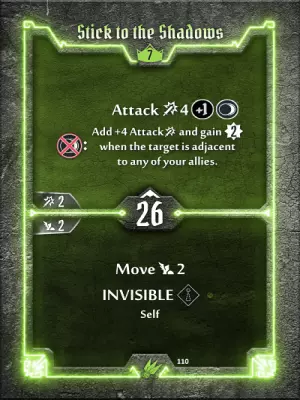 Stick to the Shadows
7
Attack 4 +1
Add +4 Attack and gain 2
: when the target is adjacent
to any of your allies.
2
26
2
Move 2
INVISIBLE
Self
110